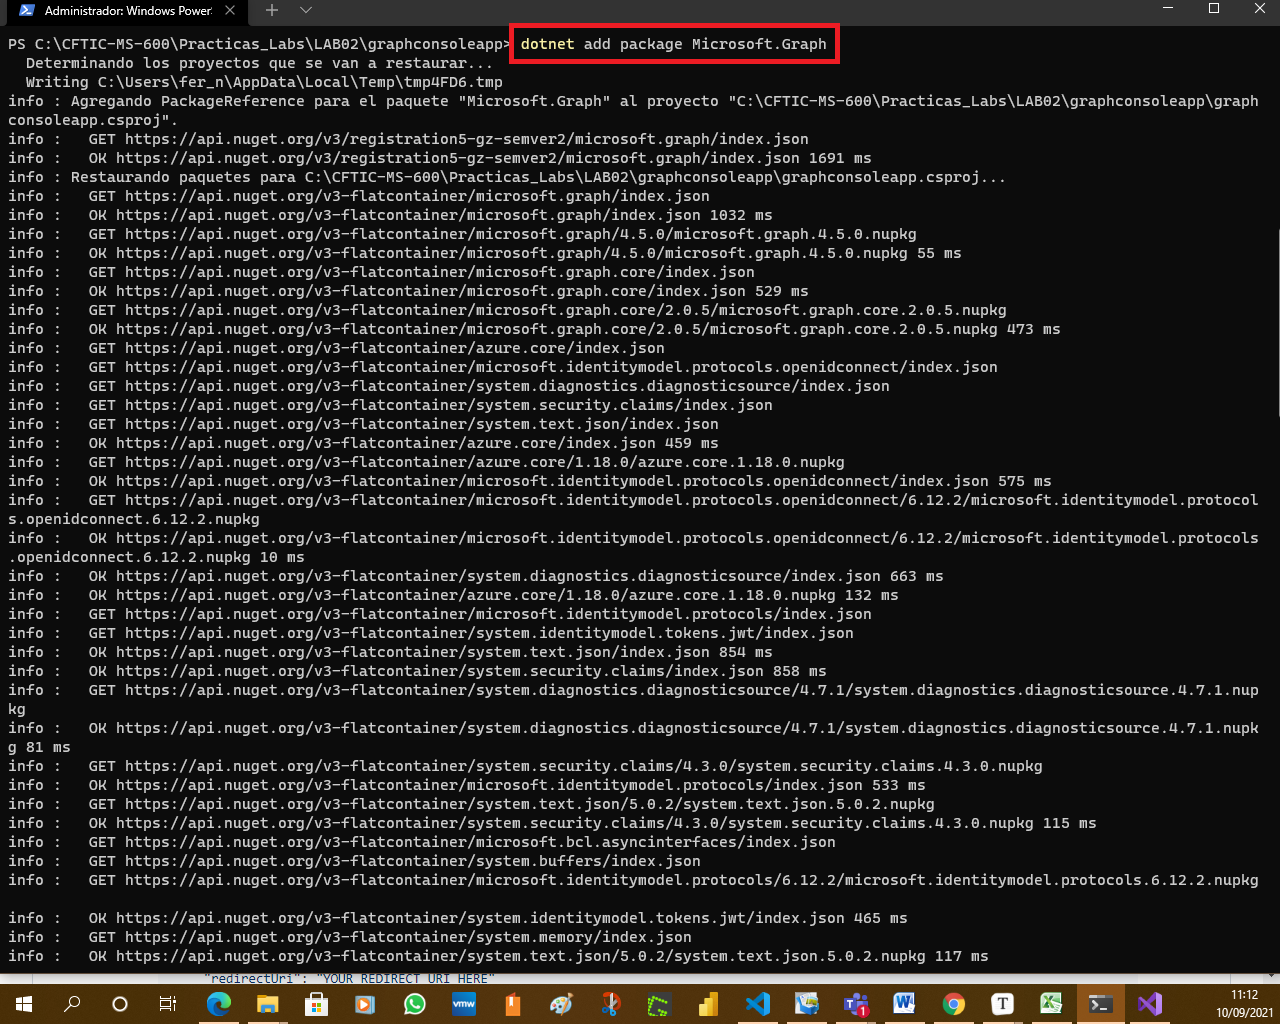 Administrador: Windows PowerS
PS C:\CFTIC-MS-600\Practicas_Labs\LAB02\graphconsoleapp> dotnet add package Microsoft.Graph
Determinando los proyectos que se van a restaurar...
Writing C:\Users\fer_n\AppData\Local\Temp\tmp4FD6.tmp
info : Agregando PackageReference para el paquete "Microsoft.Graph" al proyecto "C:\CFTIC-MS-600\Practicas_Labs\LAB02\graphconsoleapp\graph
consoleapp.csproj".
info :   GET https://api.nuget.org/v3/registration5-gz-semver2/microsoft.graph/index.json
info :   OK https://api.nuget.org/v3/registration5-gz-semver2/microsoft.graph/index.json 1691 ms
info : Restaurando paquetes para C:\CFTIC-MS-600\Practicas_Labs\LAB02\graphconsoleapp\graphconsoleapp.csproj...
info :   GET https://api.nuget.org/v3-flatcontainer/microsoft.graph/index.json
info :   OK https://api.nuget.org/v3-flatcontainer/microsoft.graph/index.json 1032 ms
info :   GET https://api.nuget.org/v3-flatcontainer/microsoft.graph/4.5.0/microsoft.graph.4.5.0.nupkg
info :   OK https://api.nuget.org/v3-flatcontainer/microsoft.graph/4.5.0/microsoft.graph.4.5.0.nupkg 55 ms
info :   GET https://api.nuget.org/v3-flatcontainer/microsoft.graph.core/index.json
info :   OK https://api.nuget.org/v3-flatcontainer/microsoft.graph.core/index.json 529 ms
info :   GET https://api.nuget.org/v3-flatcontainer/microsoft.graph.core/2.0.5/microsoft.graph.core.2.0.5.nupkg
info :   OK https://api.nuget.org/v3-flatcontainer/microsoft.graph.core/2.0.5/microsoft.graph.core.2.0.5.nupkg 473 ms
info :   GET https://api.nuget.org/v3-flatcontainer/azure.core/index.json
info :   GET https://api.nuget.org/v3-flatcontainer/microsoft.identitymodel.protocols.openidconnect/index.json
info :   GET https://api.nuget.org/v3-flatcontainer/system.diagnostics.diagnosticsource/index.json
info :   GET https://api.nuget.org/v3-flatcontainer/system.security.claims/index.json
info :   GET https://api.nuget.org/v3-flatcontainer/system.text.json/index.json
info :   OK https://api.nuget.org/v3-flatcontainer/azure.core/index.json 459 ms
info :   GET https://api.nuget.org/v3-flatcontainer/azure.core/1.18.0/azure.core.1.18.0.nupkg
info :   OK https://api.nuget.org/v3-flatcontainer/microsoft.identitymodel.protocols.openidconnect/index.json 575 ms
info :   GET https://api.nuget.org/v3-flatcontainer/microsoft.identitymodel.protocols.openidconnect/6.12.2/microsoft.identitymodel.protocol
s.openidconnect.6.12.2.nupkg
info :   OK https://api.nuget.org/v3-flatcontainer/microsoft.identitymodel.protocols.openidconnect/6.12.2/microsoft.identitymodel.protocols
.openidconnect.6.12.2.nupkg 10 ms
info :   OK https://api.nuget.org/v3-flatcontainer/system.diagnostics.diagnosticsource/index.json 663 ms
info :   OK https://api.nuget.org/v3-flatcontainer/azure.core/1.18.0/azure.core.1.18.0.nupkg 132 ms
info :   GET https://api.nuget.org/v3-flatcontainer/microsoft.identitymodel.protocols/index.json
info :   GET https://api.nuget.org/v3-flatcontainer/system.identitymodel.tokens.jwt/index.json
info :   OK https://api.nuget.org/v3-flatcontainer/system.text.json/index.json 854 ms
info :   OK https://api.nuget.org/v3-flatcontainer/system.security.claims/index.json 858 ms
info :   GET https://api.nuget.org/v3-flatcontainer/system.diagnostics.diagnosticsource/4.7.1/system.diagnostics.diagnosticsource.4.7.1.nup
kg
info :   OK https://api.nuget.org/v3-flatcontainer/system.diagnostics.diagnosticsource/4.7.1/system.diagnostics.diagnosticsource.4.7.1.nupk
g 81 ms
info :   GET https://api.nuget.org/v3-flatcontainer/system.security.claims/4.3.0/system.security.claims.4.3.0.nupkg
info :   OK https://api.nuget.org/v3-flatcontainer/microsoft.identitymodel.protocols/index.json 533 ms
info :   GET https://api.nuget.org/v3-flatcontainer/system.text.json/5.0.2/system.text.json.5.0.2.nupkg
info :   OK https://api.nuget.org/v3-flatcontainer/system.security.claims/4.3.0/system.security.claims.4.3.0.nupkg 115 ms
info :   GET https://api.nuget.org/v3-flatcontainer/microsoft.bcl.asyncinterfaces/index.json
info :   GET https://api.nuget.org/v3-flatcontainer/system.buffers/index.json
info :   GET https://api.nuget.org/v3-flatcontainer/microsoft.identitymodel.protocols/6.12.2/microsoft.identitymodel.protocols.6.12.2.nupkg
info :   OK https://api.nuget.org/v3-flatcontainer/system.identitymodel.tokens.jwt/index.json 465 ms
info :   GET https://api.nuget.org/v3-flatcontainer/system.memory/index.json
info :   OK https://api.nuget.org/v3-flatcontainer/system.text.json/5.0.2/system.text.json.5.0.2.nupkg 117 ms
"redirectUri": "YOUR REDIRECT URI HERE"
vmw
1
W
T
11:12
10/09/2021